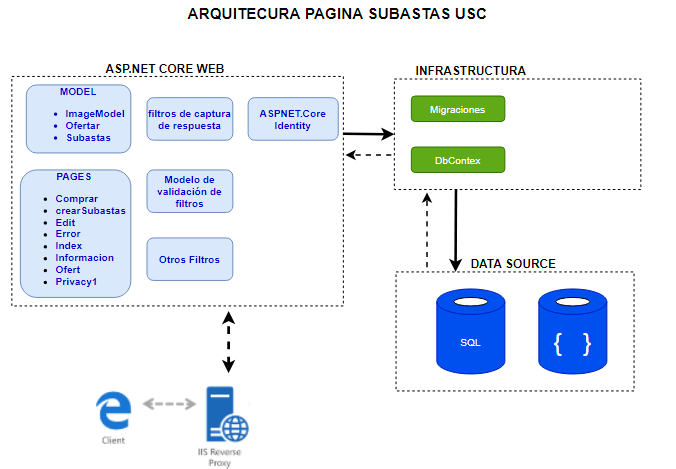 ARQUITECURA PAGINA SUBASTAS USC
ASP.NET CORE WEB
MODEL
ImageModel
Ofertar
Subastas
filtros de captura
de respuesta
ASPNET.Core
Identity
PAGES
Comprar
crearSubastas
Edit
Error
Index
Informacion
Ofert
Privacy1
Modelo de
validación de
filtros
Otros Filtros
INFRASTRUCTURA
Migraciones
DbContex
DATA SOURCE
SQL
{ }
Client
IIS Reverse
Proxy